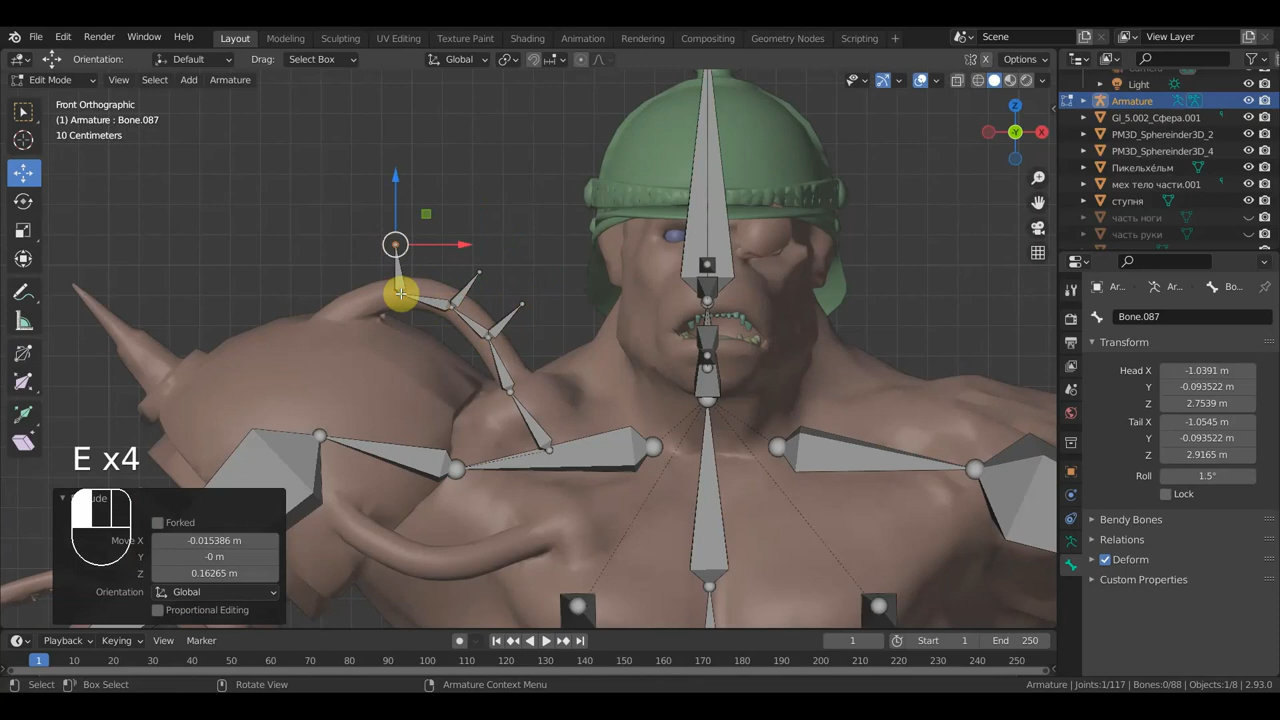 File Edit Render Window Help Layout Modeling Sculpting UV Editing Texture Paint Shading Animation Rendering Compositing Geometry Nodes Scripting + Scene View Layer
Orientation: Default Drag: Select Box Global X Options
Edit Mode View Select Add Armature
Front Orthographic
(1) Armature : Bone.087
10 Centimeters
Z
-Y
X
Light
Armature
GI_5.002_Сфера.001
PM3D_Sphereinder3D_2
PM3D_Sphereinder3D_4
Пикельхе́льм
мех тело части.001
ступня
часть ноги
часть руки
Ar... Ar... Bo...
Bone.087
Transform
Head X -1.0391 m
Y -0.093522 m
Z 2.7539 m
Tail X -1.0545 m
Y -0.093522 m
Z 2.9165 m
Roll 1.5°
Lock
Bendy Bones
Relations
Deform
Custom Properties
E x4
Forked
Move X -0.015386 m
Y -0 m
Z 0.16265 m
Orientation Global
Proportional Editing
Playback Keying View Marker 1 Start 1 End 250
1 10 20 30 40 50 60 70 80 90 100 110 120 130 140 150 160 170 180 190 200 210 220 230 240 250
Select Box Select Rotate View Armature Context Menu Armature | Joints:1/117 | Bones:0/88 | Objects:1/8 | 2.93.0